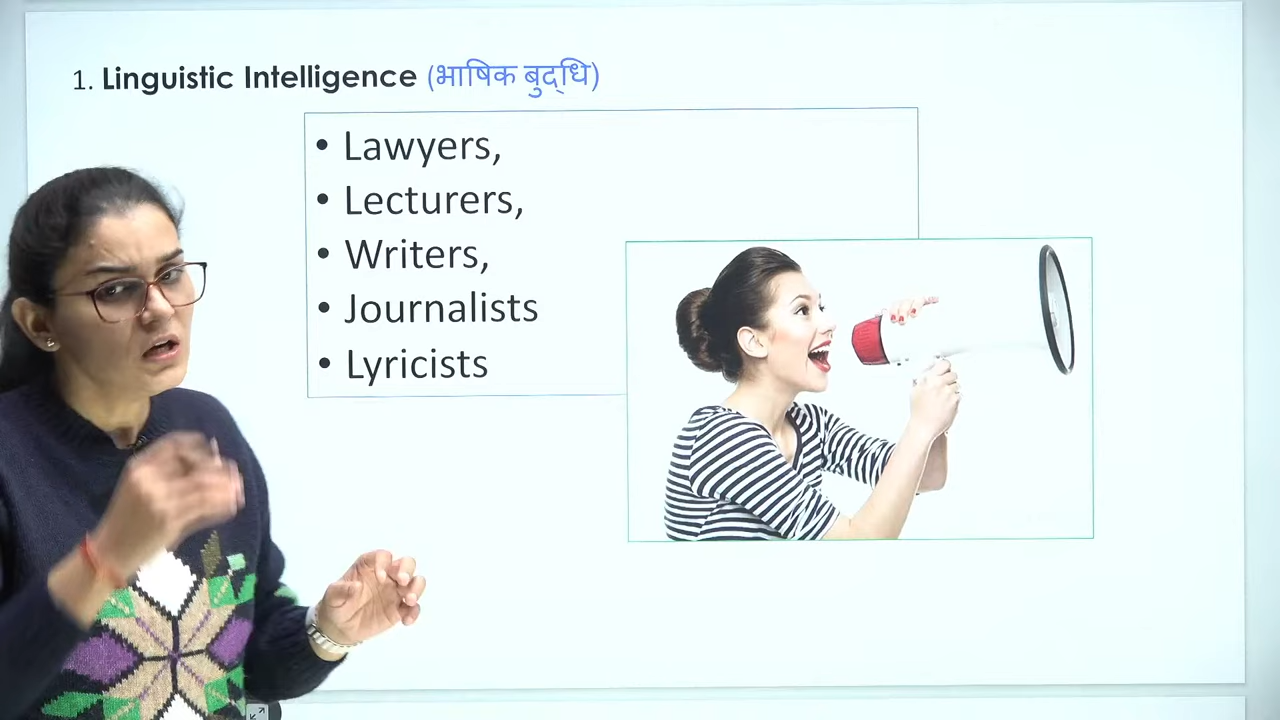 1. Linguistic Intelligence (भाषिक बुद्धि)
• Lawyers,
• Lecturers,
• Writers,
• Journalists
• Lyricists